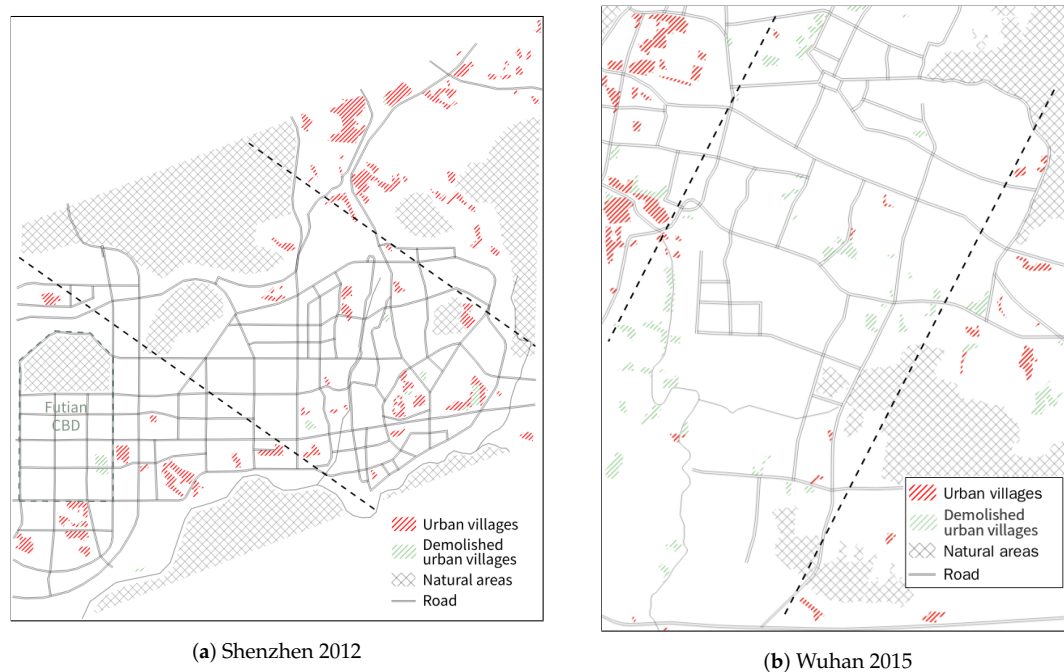 Futian
CBD
Urban villages
Demolished
urban villages
Natural areas
Road
(a) Shenzhen 2012
Urban villages
Demolished
urban villages
Natural areas
Road
(b) Wuhan 2015